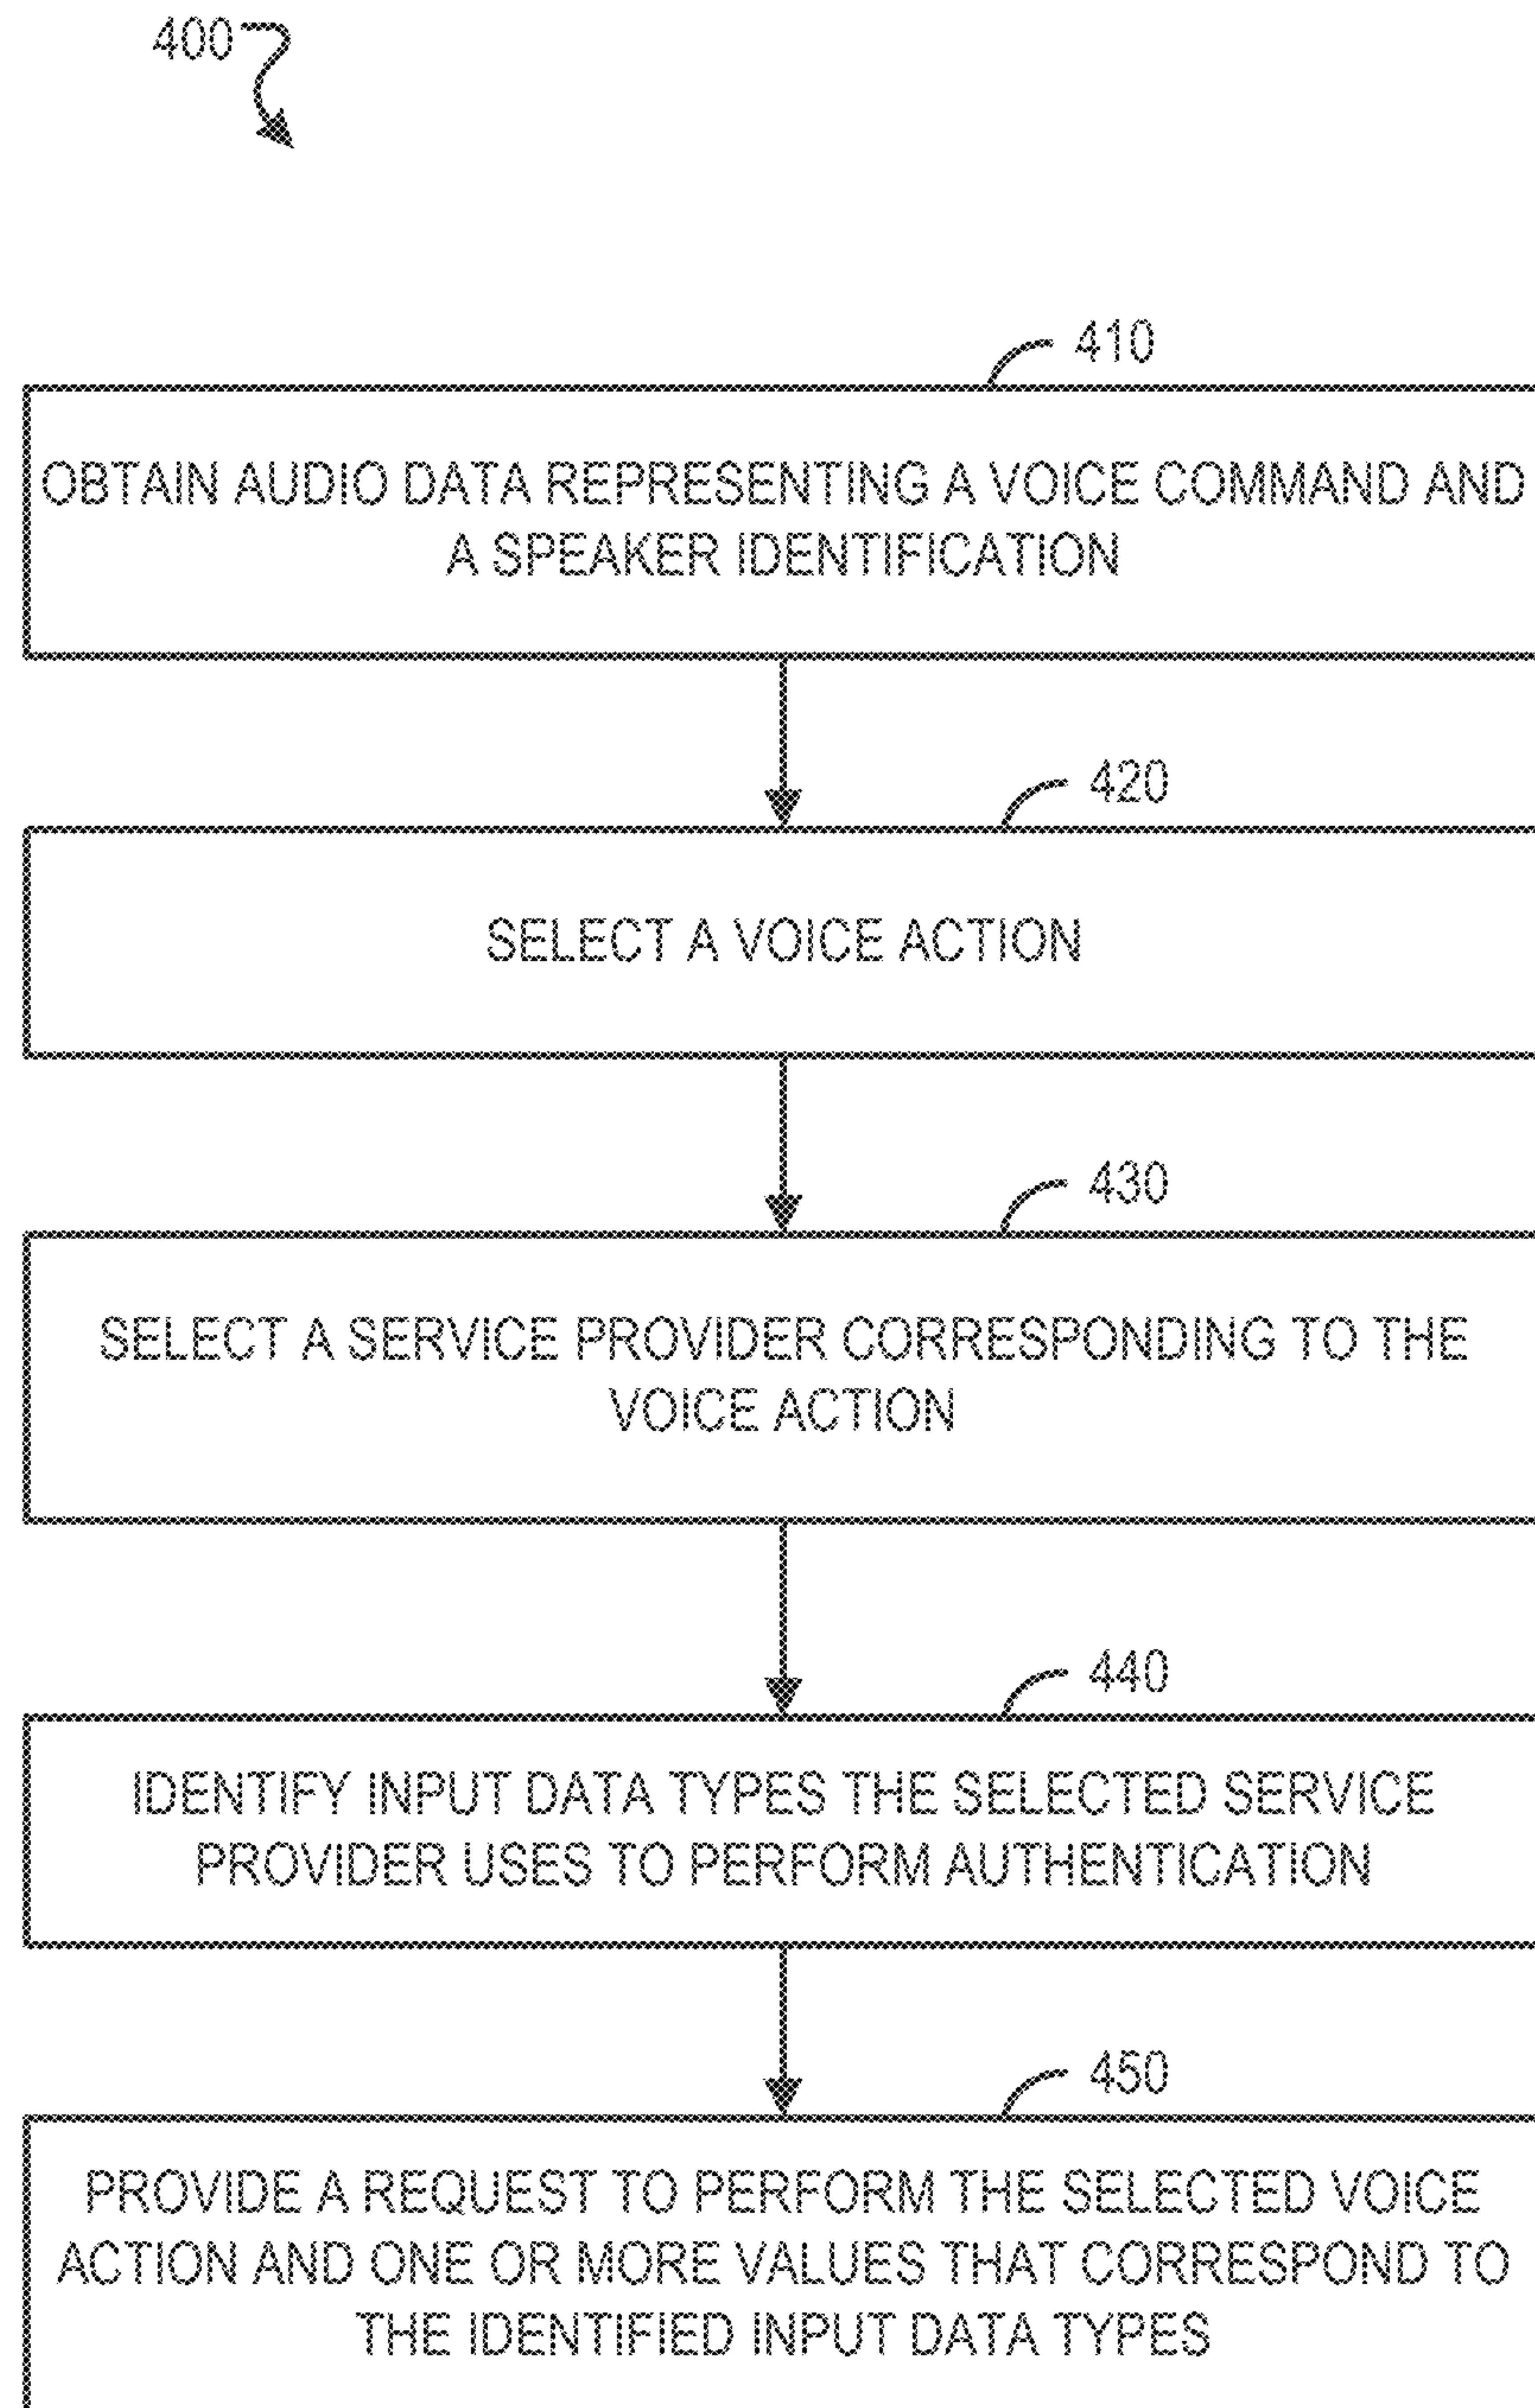 400
410
OBTAIN AUDIO DATA REPRESENTING A VOICE COMMAND AND
A SPEAKER IDENTIFICATION
420
SELECT A VOICE ACTION
430
SELECT A SERVICE PROVIDER CORRESPONDING TO THE
VOICE ACTION
440
IDENTIFY INPUT DATA TYPES THE SELECTED SERVICE
PROVIDER USES TO PERFORM AUTHENTICATION
450
PROVIDE A REQUEST TO PERFORM THE SELECTED VOICE
ACTION AND ONE OR MORE VALUES THAT CORRESPOND TO
THE IDENTIFIED INPUT DATA TYPES